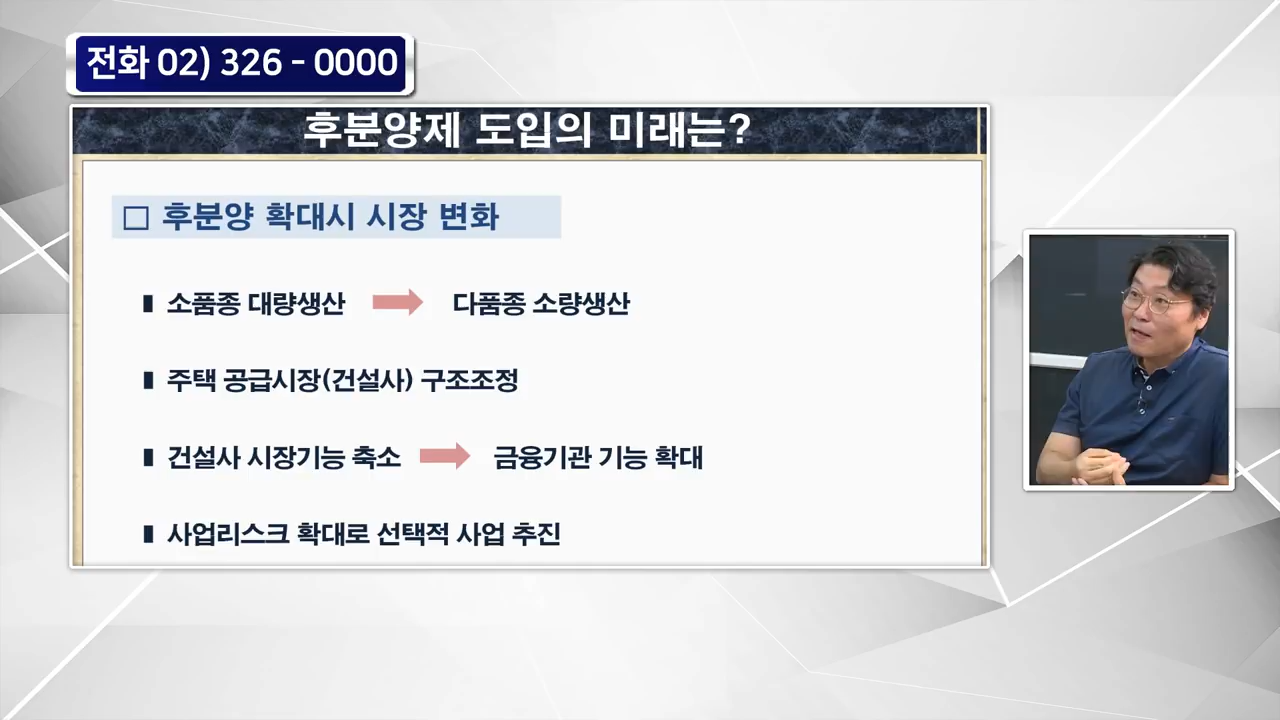 전화 02) 326 - 0000
후분양제 도입의 미래는?
□ 후분양 확대시 시장 변화
소품종 대량생산 → 다품종 소량생산
주택 공급시장(건설사) 구조조정
건설사 시장기능 축소 → 금융기관 기능 확대
사업리스크 확대로 선택적 사업 추진